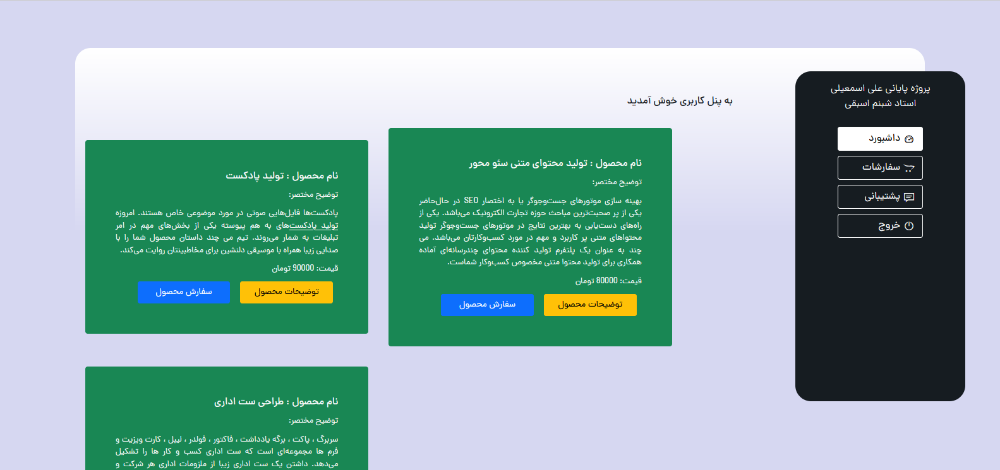 پروژه پایانی علی اسمعیلی
استاد شبنم اسبقی
داشبورد
سفارشات
پشتیبانی
خروج
به پنل کاربری خوش آمدید
نام محصول : تولید محتوای متنی سئو محور
توضیح مختصر:
بهینه سازی موتورهای جست‌وجوگر یا به اختصار SEO در حال‌حاضر
یکی از پر صحبت‌ترین مباحث حوزه تجارت الکترونیک می‌باشد. یکی از
راه‌های دست‌یابی به بهترین نتایج در موتورهای جست‌وجوگر تولید
محتواهای متنی پر کاربرد و مهم در مورد کسب‌وکارتان می‌باشد. می
چند به عنوان یک پلتفرم تولید کننده محتوای چندرسانه‌ای آماده
همکاری برای تولید محتوا متنی مخصوص کسب‌وکار شماست.
قیمت: 80000 تومان
توضیحات محصول
سفارش محصول
نام محصول : تولید پادکست
توضیح مختصر:
پادکست‌ها فایل‌هایی صوتی در مورد موضوعی خاص هستند. امروزه
تولید پادکست‌های به هم پیوسته یکی از بخش‌های مهم در امر
تبلیغات به شمار می‌روند. تیم می چند داستان محصول شما را با
صدایی زیبا همراه با موسیقی دلنشین برای مخاطبینتان روایت می‌کند.
قیمت: 90000 تومان
توضیحات محصول
سفارش محصول
نام محصول : طراحی ست اداری
توضیح مختصر:
سربرگ ، پاکت ، برگه یادداشت ، فاکتور ، فولدر ، لیبل ، کارت ویزیت و
فرم ها مجموعه‌ای است که ست اداری کسب و کار ها را تشکیل
می‌دهد. داشتن یک ست اداری زیبا از ملزومات اداری هر شرکت و